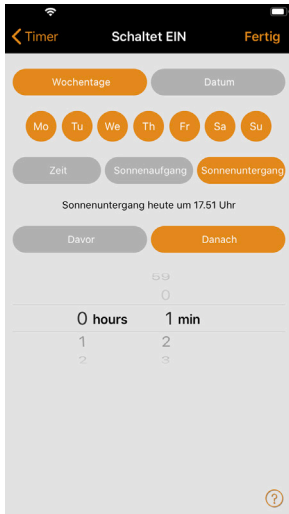 Timer Schaltet EIN Fertig
Wochentage Datum
Mo Tu We Th Fr Sa Su
Zeit Sonnenaufgang Sonnenuntergang
Sonnenuntergang heute um 17.51 Uhr
Davor Danach
59
0
0 hours 1 min
1 2
2 3
?